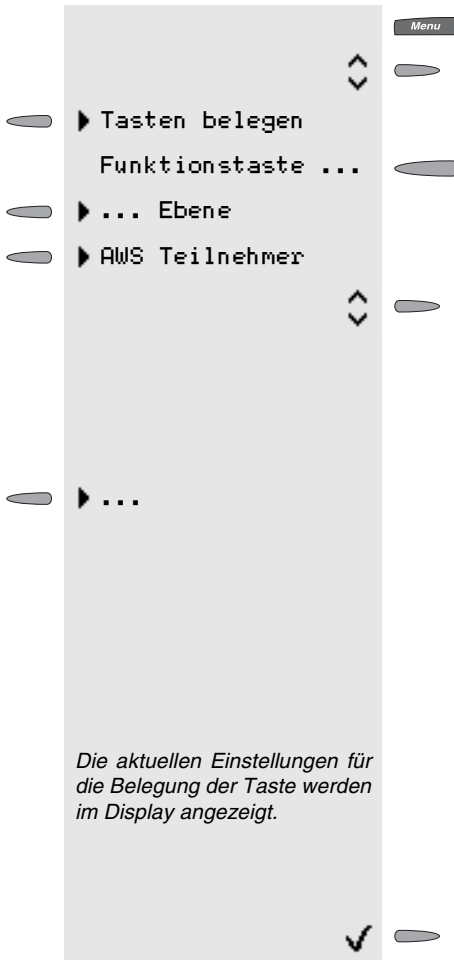 Menu
Tasten belegen
Funktionstaste ...
... Ebene
AWS Teilnehmer
...
Die aktuellen Einstellungen für
die Belegung der Taste werden
im Display angezeigt.